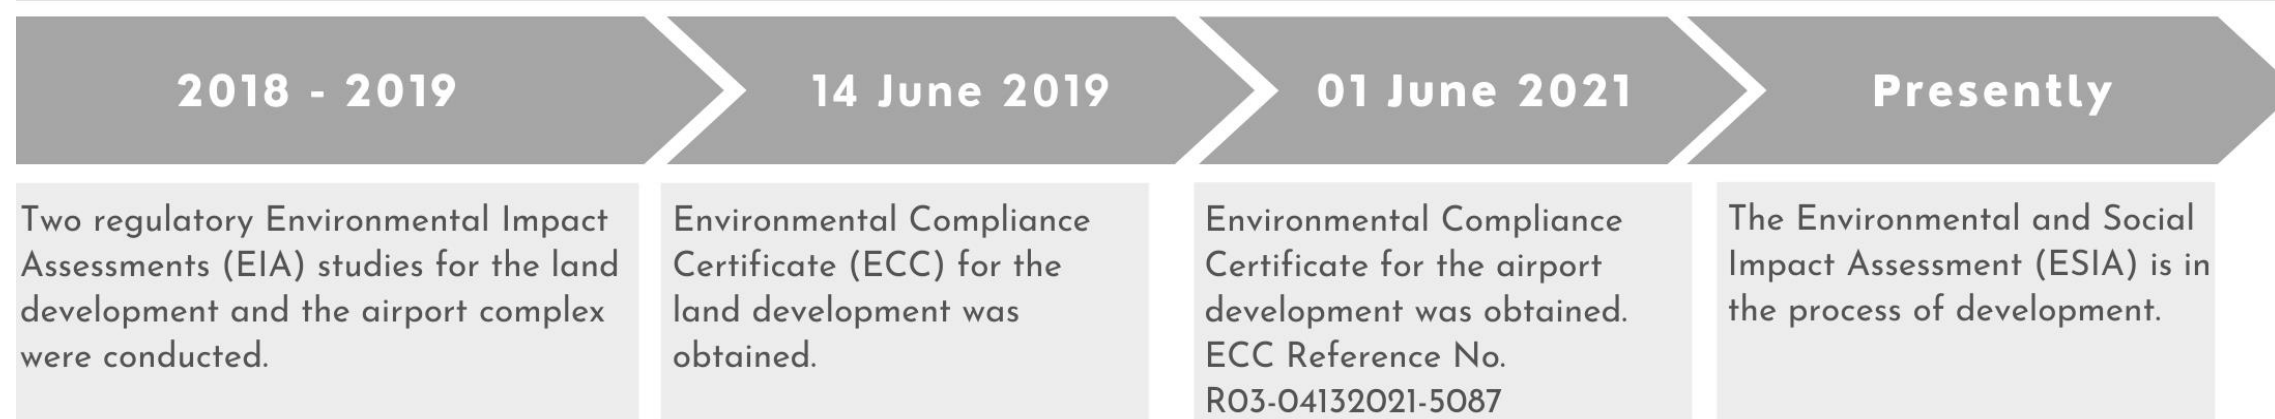 2018 - 2019
Two regulatory Environmental Impact
Assessments (EIA) studies for the land
development and the airport complex
were conducted.
14 June 2019
Environmental Compliance
Certificate (ECC) for the
land development was
obtained.
01 June 2021
Environmental Compliance
Certificate for the airport
development was obtained.
ECC Reference No.
R03-04132021-5087
Presently
The Environmental and Social
Impact Assessment (ESIA) is in
the process of development.